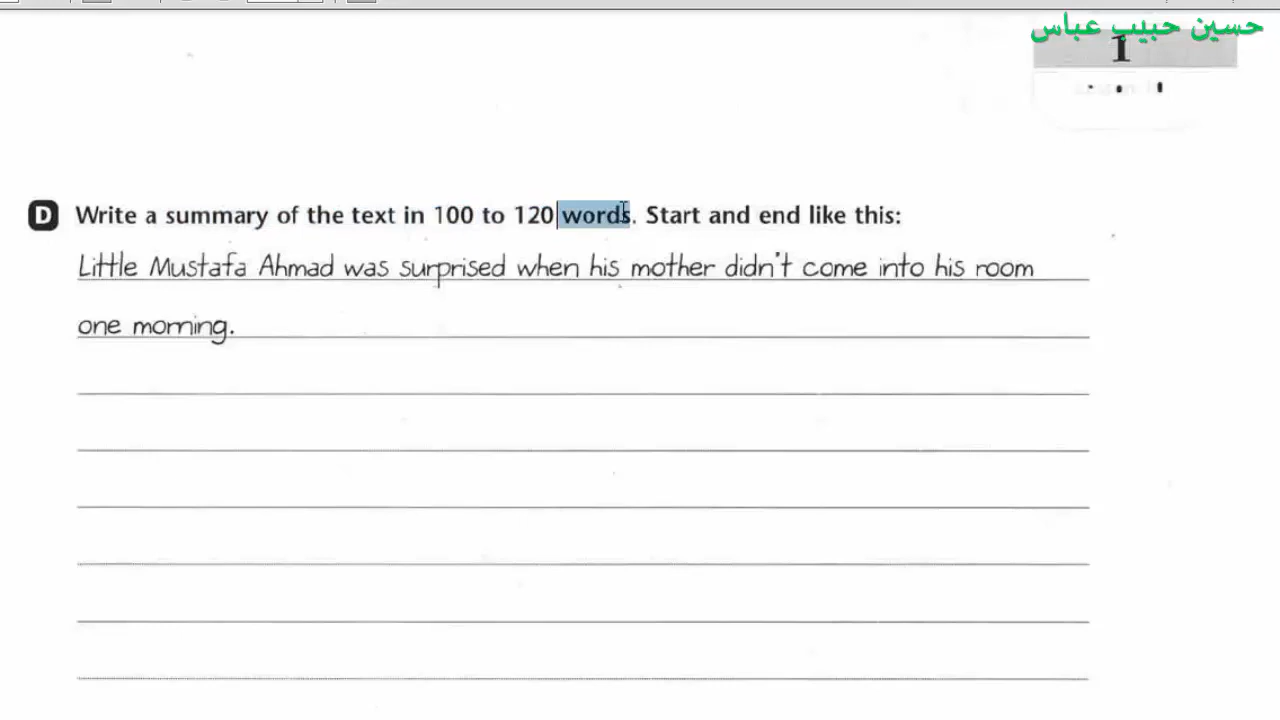 حسين حبيب عباس
1
D Write a summary of the text in 100 to 120 words. Start and end like this:
Little Mustafa Ahmad was surprised when his mother didn't come into his room
one morning.